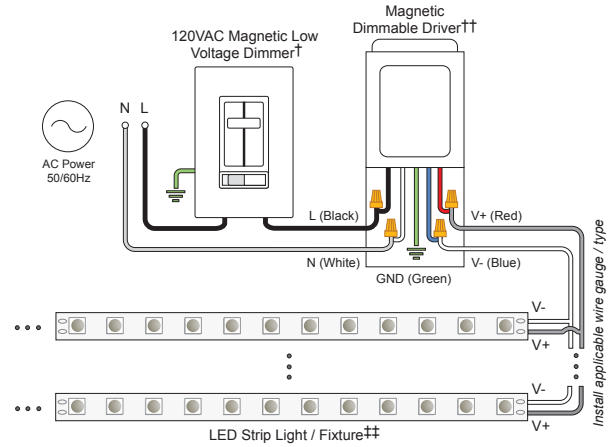 120VAC Magnetic Low
Voltage Dimmer†
Magnetic
Dimmable Driver††
N L
AC Power
50/60Hz
L (Black)
V+ (Red)
N (White)
V- (Blue)
GND (Green)
Install applicable wire gauge / type
V-
V+
V-
V+
LED Strip Light / Fixture‡‡